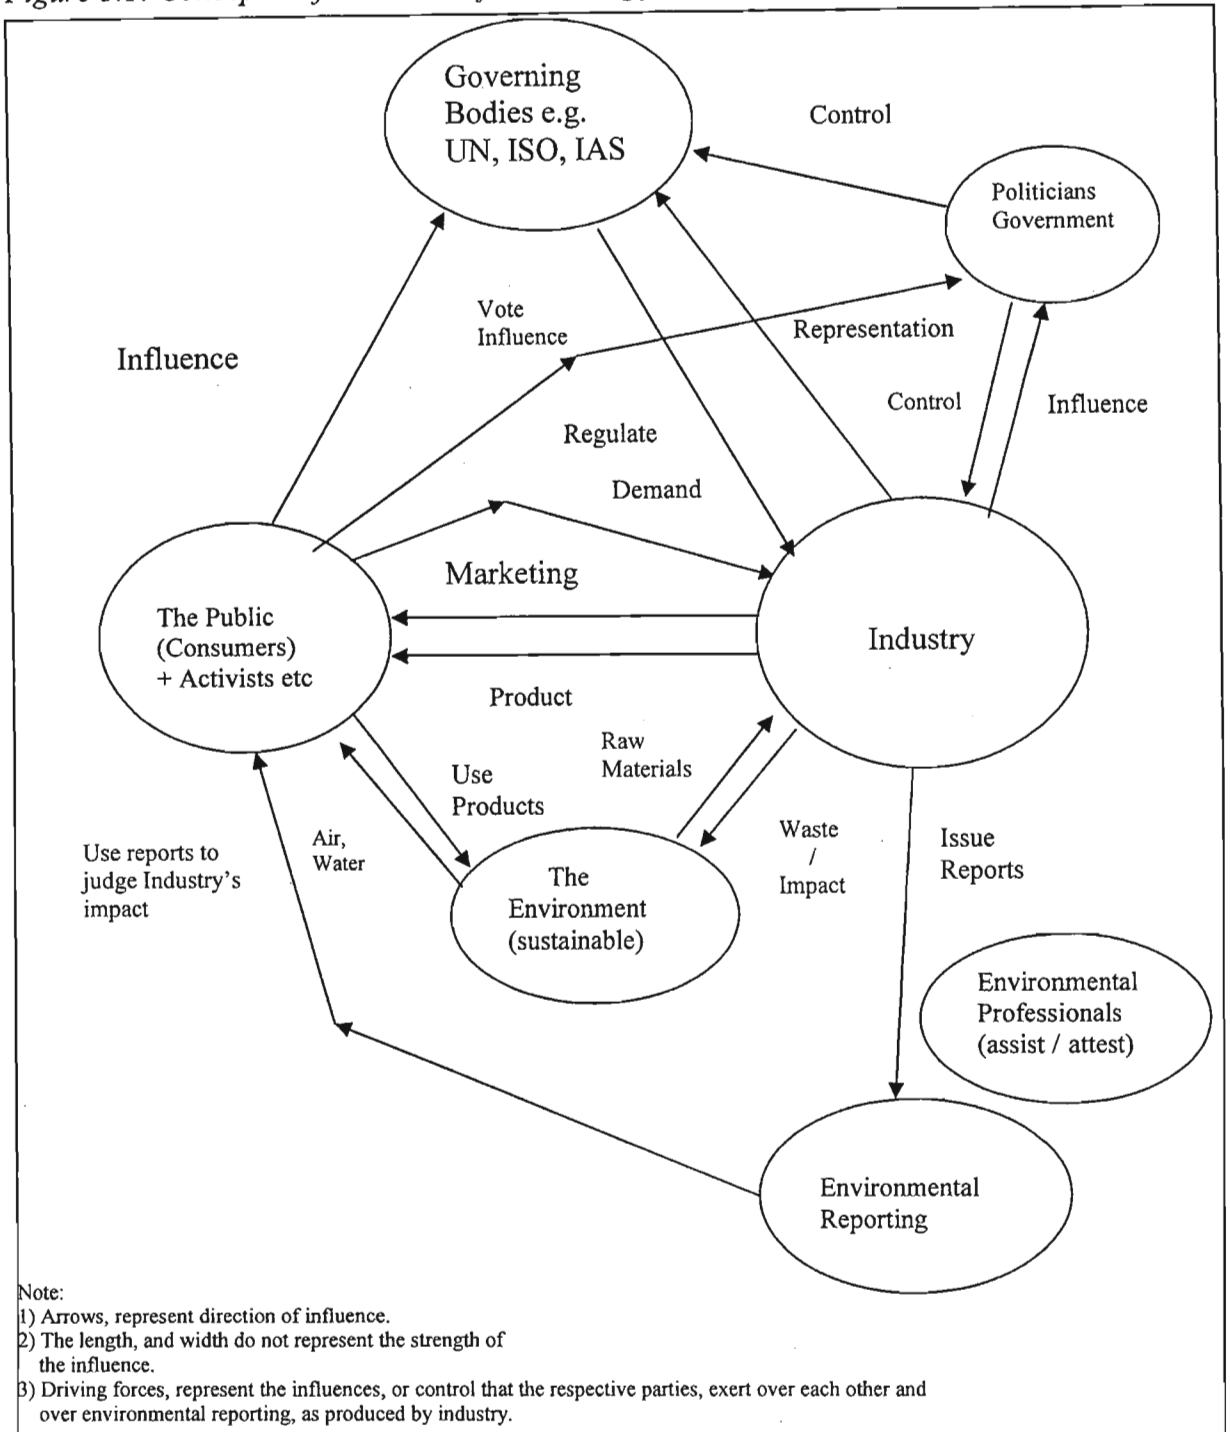 Governing
Bodies e.g.
UN, ISO, IAS
Control
Politicians
Government
Vote
Influence
Representation
Influence
Control
Influence
Regulate
Demand
Marketing
The Public
(Consumers)
+ Activists etc
Industry
Product
Raw
Materials
Use
Products
Air,
Water
Waste
/
Impact
Issue
Reports
Use reports to
judge Industry's
impact
The
Environment
(sustainable)
Environmental
Professionals
(assist / attest)
Environmental
Reporting
Note:
1) Arrows, represent direction of influence.
2) The length, and width do not represent the strength of
the influence.
3) Driving forces, represent the influences, or control that the respective parties, exert over each other and
over environmental reporting, as produced by industry.